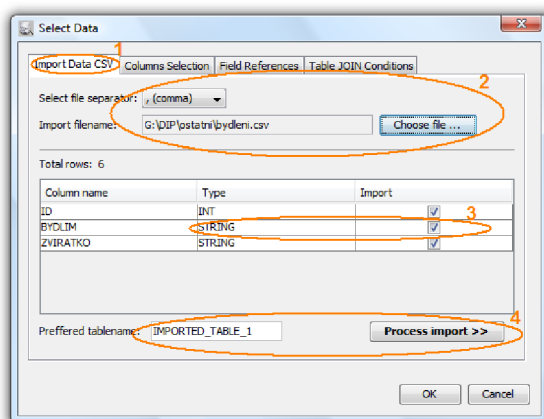 Select Data
1
Import Data CSV Columns Selection Field References Table JOIN Conditions
2
Select file separator: , (comma)
Import filename: G:\DIP\ostatni\bydleni.csv Choose file ...
Total rows: 6
Column name Type Import
ID INT
3
BYDLIM STRING
ZVIRATKO STRING
4
Preffered tablename: IMPORTED_TABLE_1 Process import >>
OK Cancel